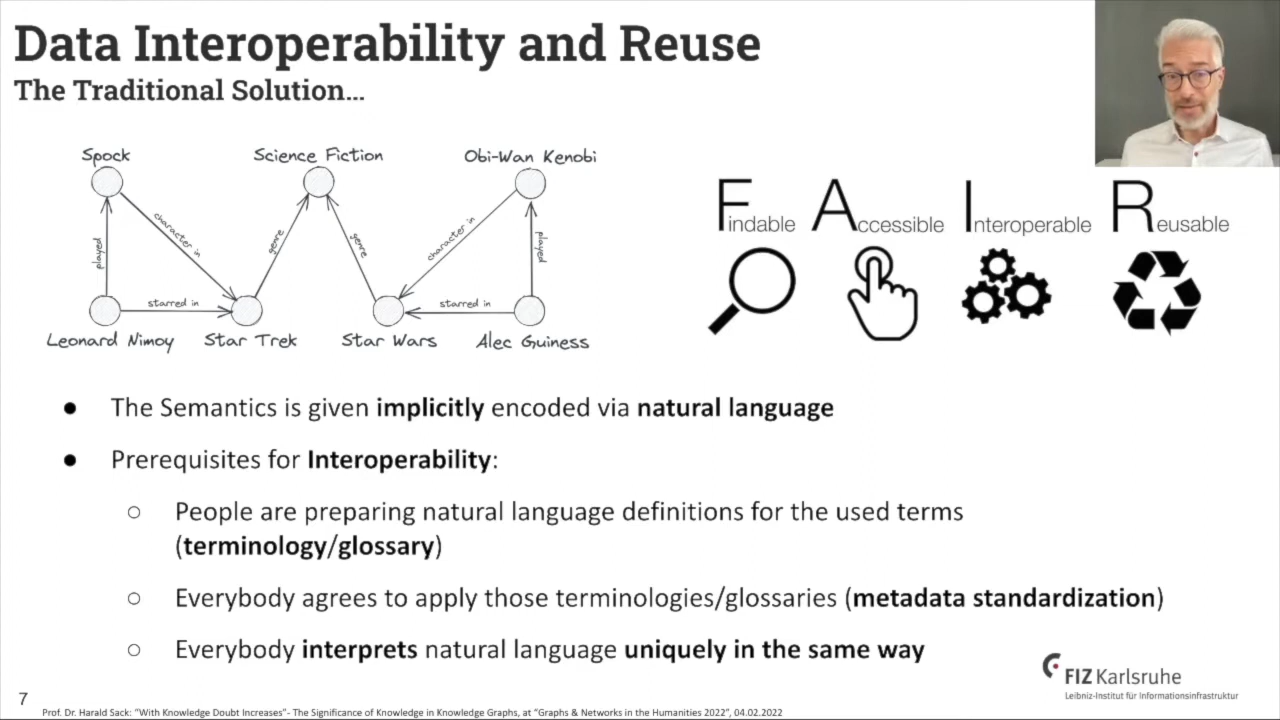 Data Interoperability and Reuse
The Traditional Solution...
Spock
Science Fiction
Obi-Wan Kenobi
played
character in
genre
genre
character in
played
starred in
starred in
Leonard Nimoy
Star Trek
Star Wars
Alec Guiness
Findable Accessible Interoperable Reusable
● The Semantics is given implicitly encoded via natural language
● Prerequisites for Interoperability:
○ People are preparing natural language definitions for the used terms
(terminology/glossary)
○ Everybody agrees to apply those terminologies/glossaries (metadata standardization)
○ Everybody interprets natural language uniquely in the same way
FIZ Karlsruhe
Leibniz-Institut für Informationsinfrastruktur
7
Prof. Dr. Harald Sack: "With Knowledge Doubt Increases"- The Significance of Knowledge in Knowledge Graphs, at "Graphs & Networks in the Humanities 2022", 04.02.2022